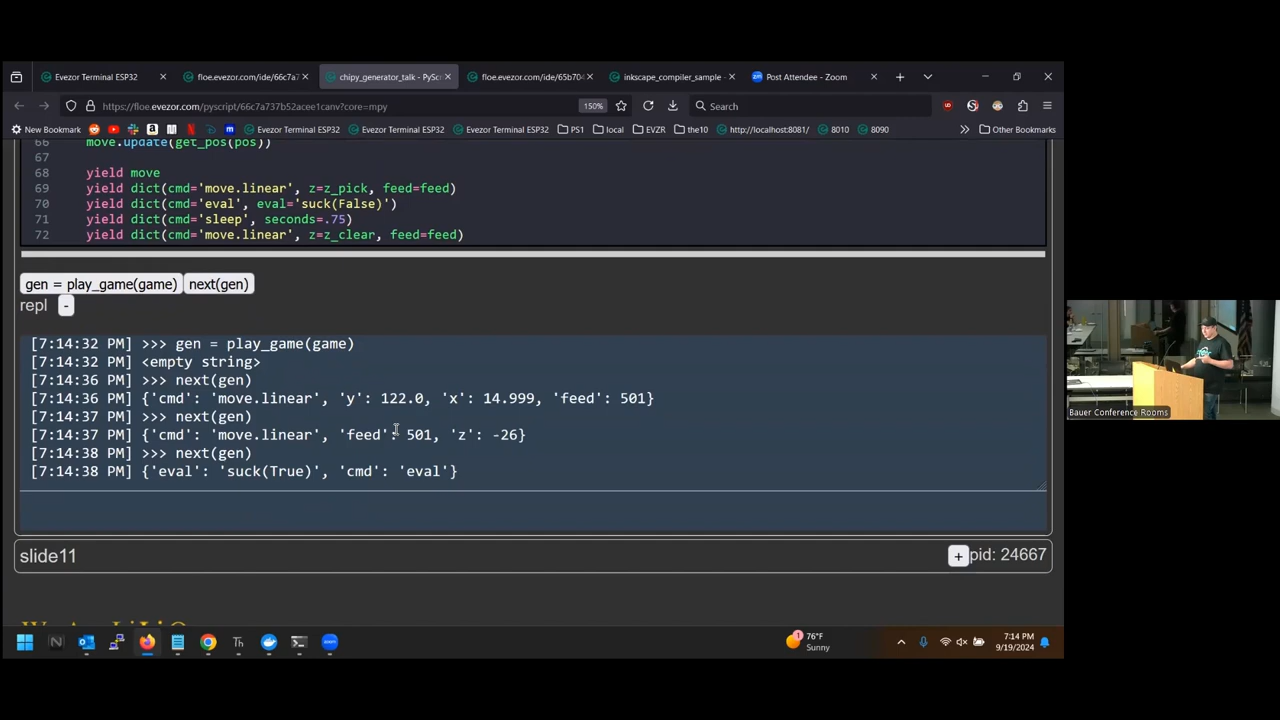 Evezor Terminal ESP32
floe.evezor.com/ide/66c7a7
chipy_generator_talk - PyScr
floe.evezor.com/ide/65b704
inkscape_compiler_sample -
zm
Post Attendee - Zoom
https://floe.evezor.com/pyscript/66c7a737b52acee1canv?core=mpy
150%
Search
New Bookmark
Evezor Terminal ESP32
Evezor Terminal ESP32
Evezor Terminal ESP32
PS1
local
EVZR
the10
http://localhost:8081/
8010
8090
Other Bookmarks
66 move.update(get_pos(pos))
67
68 yield move
69 yield dict(cmd='move.linear', z=z_pick, feed=feed)
70 yield dict(cmd='eval', eval='suck(False)')
71 yield dict(cmd='sleep', seconds=.75)
72 yield dict(cmd='move.linear', z=z_clear, feed=feed)
gen = play_game(game) next(gen)
repl -
[7:14:32 PM] >>> gen = play_game(game)
[7:14:32 PM] <empty string>
[7:14:36 PM] >>> next(gen)
[7:14:36 PM] {'cmd': 'move.linear', 'y': 122.0, 'x': 14.999, 'feed': 501}
[7:14:37 PM] >>> next(gen)
[7:14:37 PM] {'cmd': 'move.linear', 'feed': 501, 'z': -26}
[7:14:38 PM] >>> next(gen)
[7:14:38 PM] {'eval': 'suck(True)', 'cmd': 'eval'}
Bauer Conference Rooms
slide11 + pid: 24667
Th
zoom
1
76°F
Sunny
7:14 PM
9/19/2024